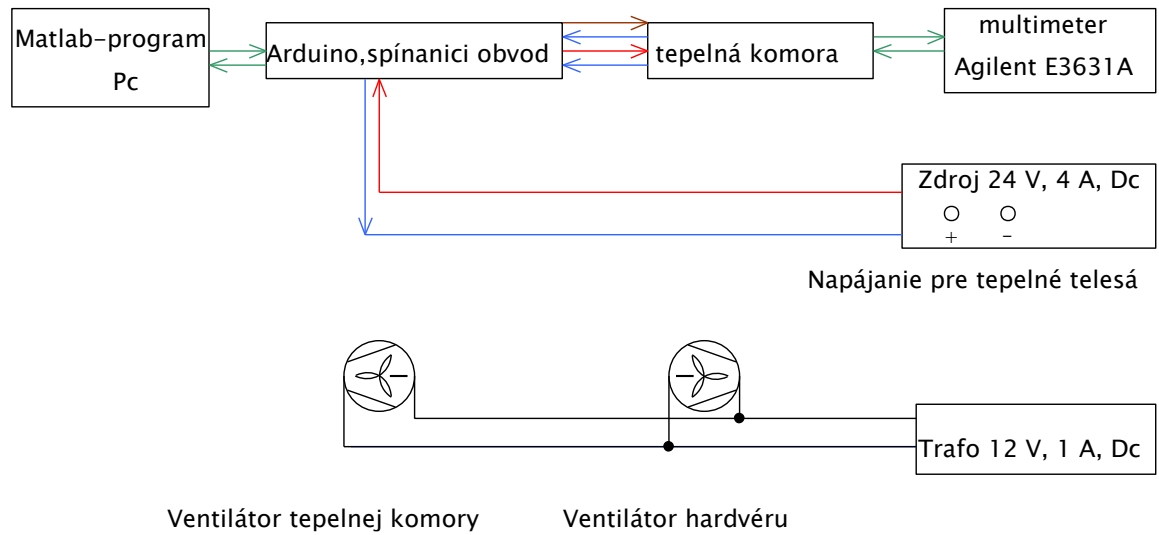 Matlab-program
Pc
Arduino,spínanici obvod
tepelná komora
multimeter
Agilent E3631A
Zdroj 24 V, 4 A, Dc
+ -
Napájanie pre tepelné telesá
Trafo 12 V, 1 A, Dc
Ventilátor tepelnej komory
Ventilátor hardvéru